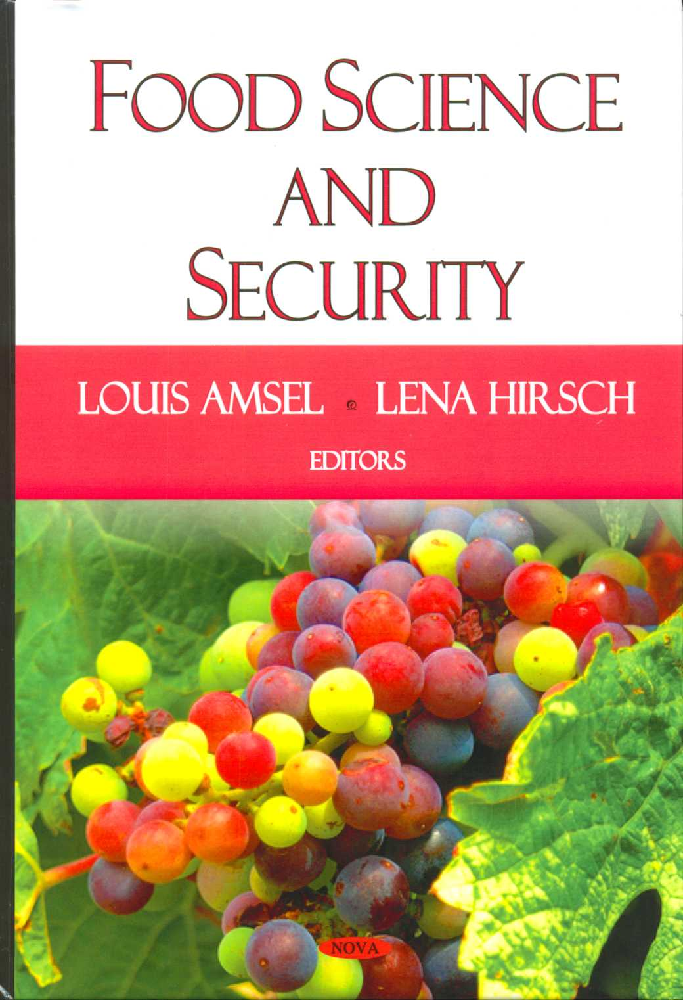 FOOD SCIENCE
AND
SECURITY
LOUIS AMSEL • LENA HIRSCH
EDITORS
NOVA